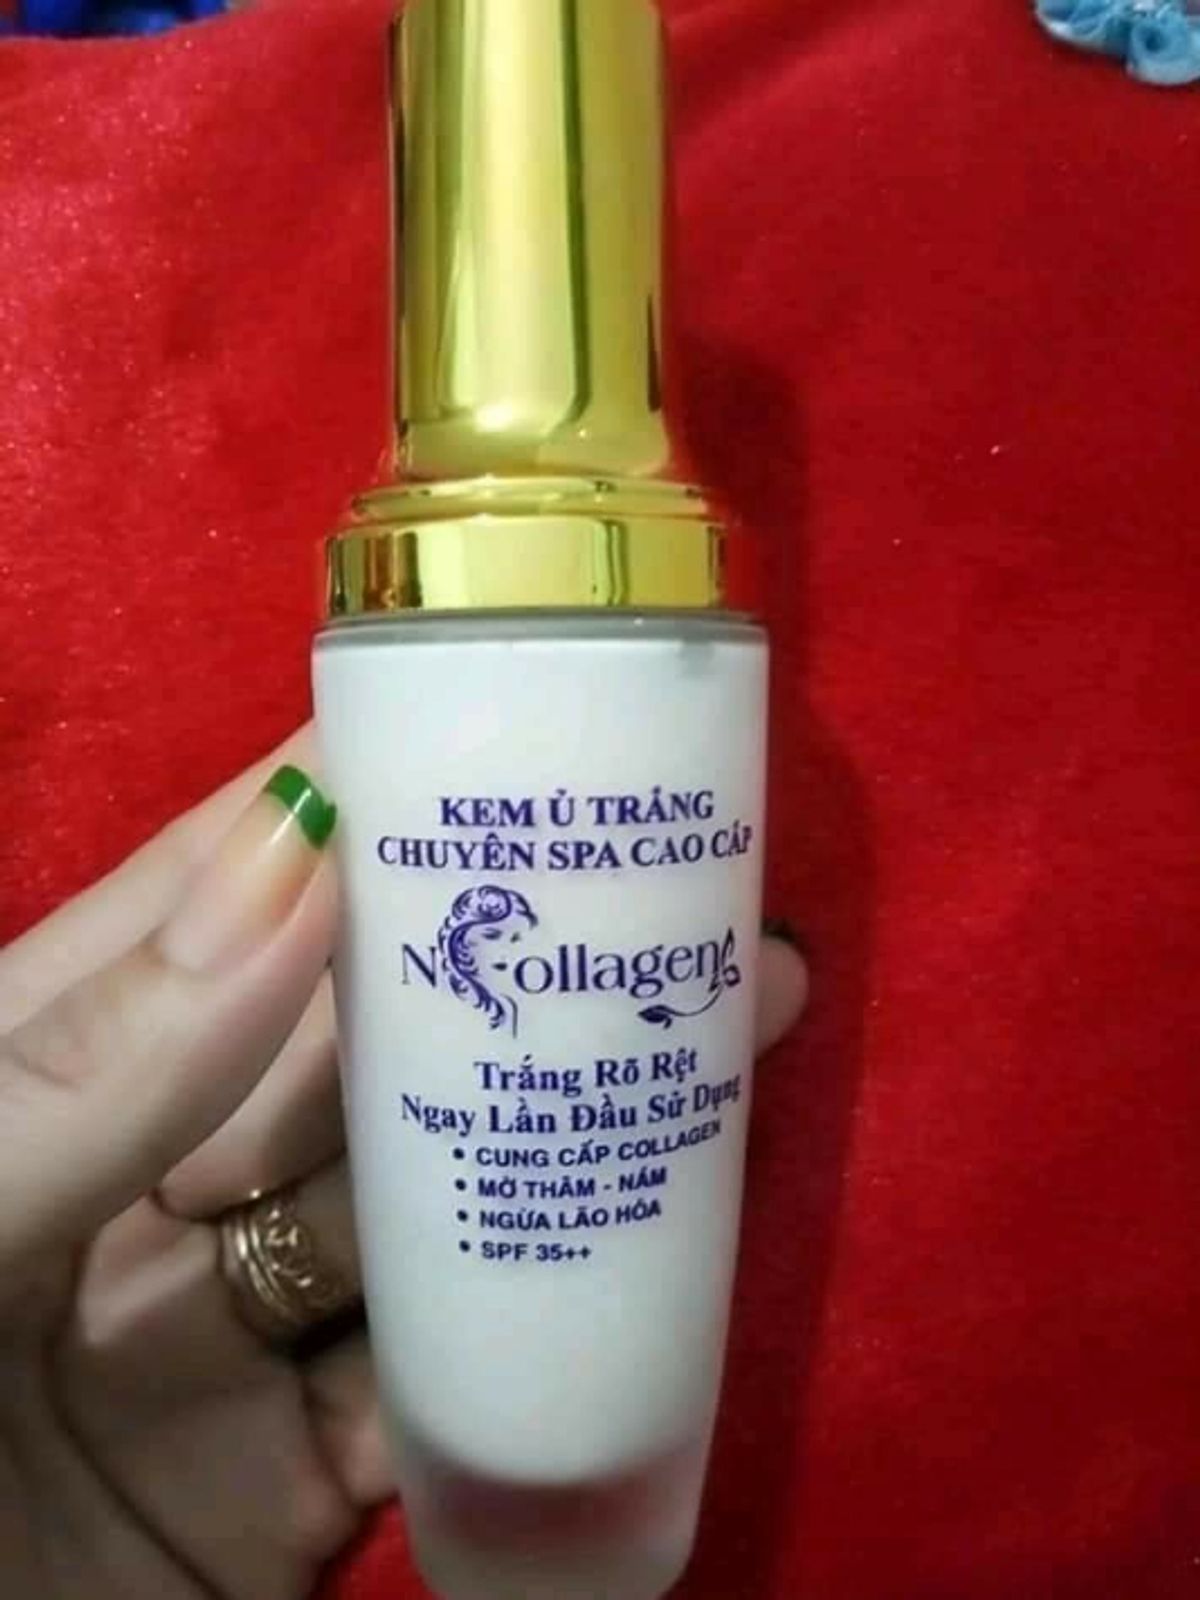 KEM Ủ TRẮNG
CHUYÊN SPA CAO CẤP
N Collagen
Trắng Rõ Rệt
Ngay Lần Đầu Sử Dụng
• CUNG CẤP COLLAGEN
• MỜ THÂM - NÁM
• NGỪA LÃO HÓA
• SPF 35++